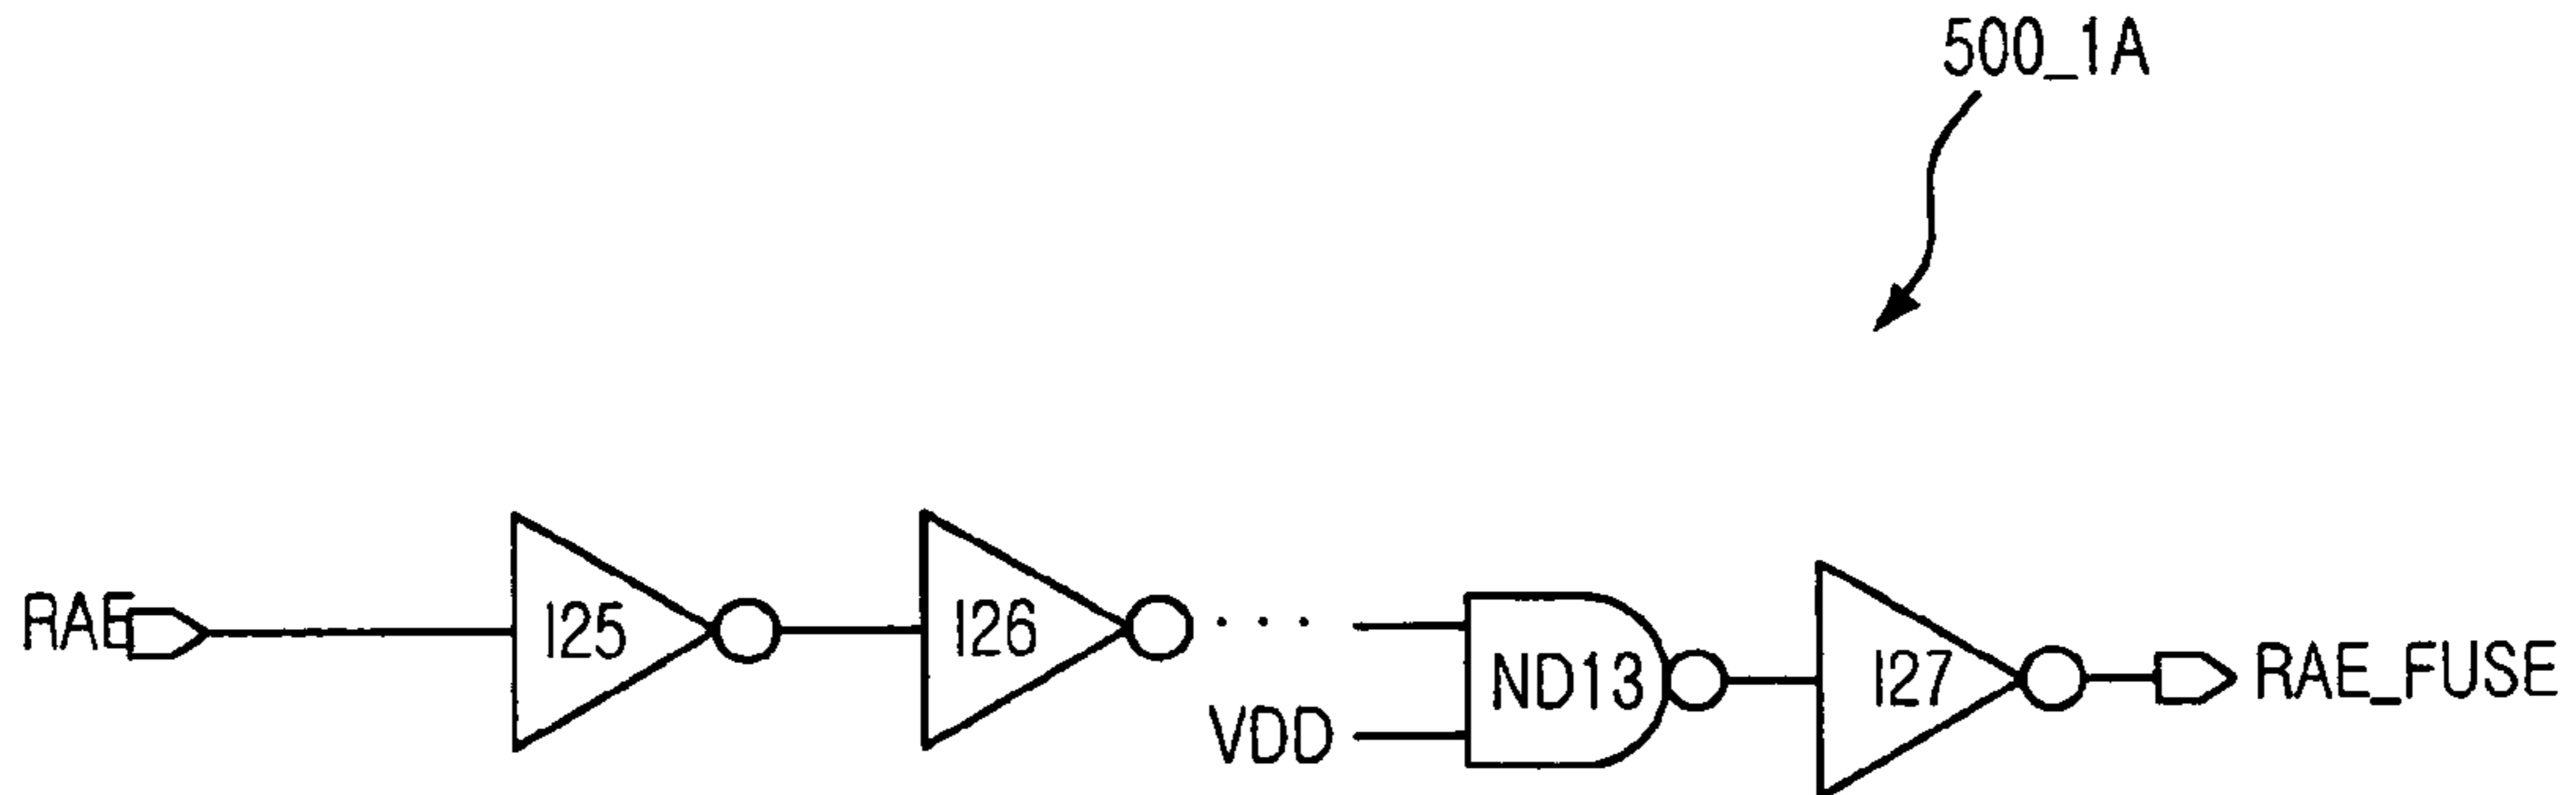 500_1A
RAE
I25
I26
. . .
ND13
VDD
I27
RAE_FUSE